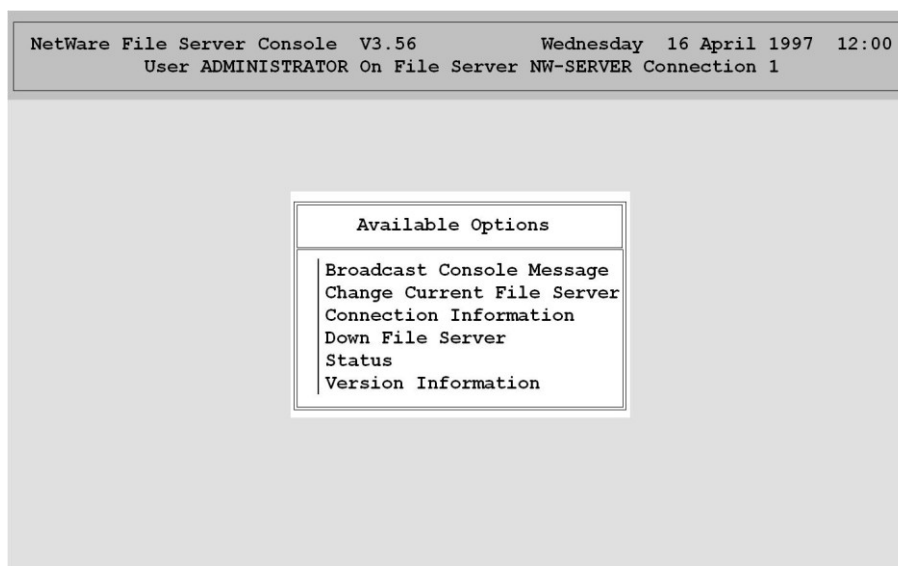 NetWare File Server Console V3.56 Wednesday 16 April 1997 12:00
User ADMINISTRATOR On File Server NW-SERVER Connection 1
Available Options
Broadcast Console Message
Change Current File Server
Connection Information
Down File Server
Status
Version Information